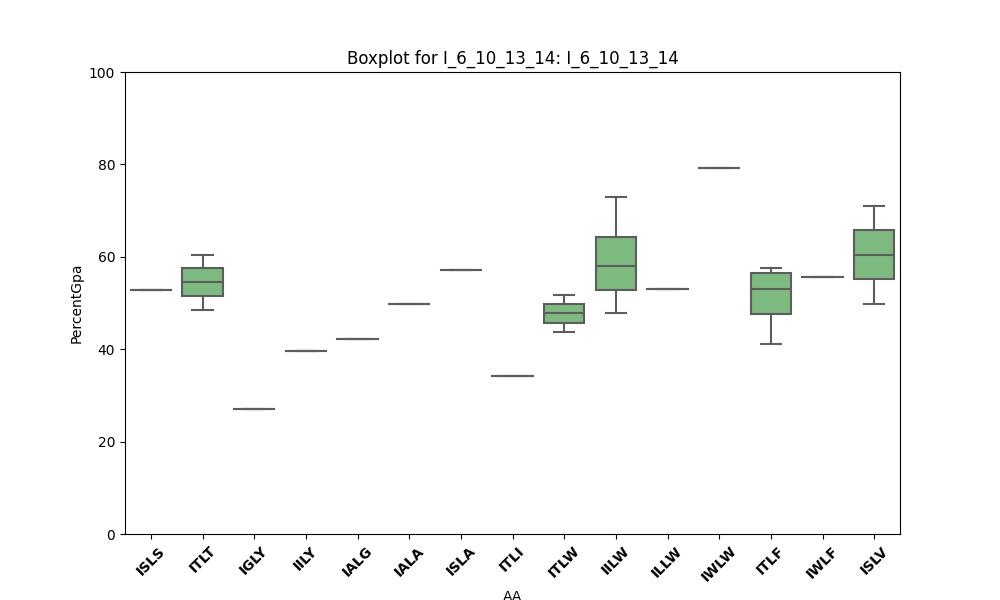 Boxplot for I_6_10_13_14: I_6_10_13_14
100
80
60
40
20
0
PercentGpa
ISLS ITLT IGLY IILY IALG IALA ISLA ITLI ITLW IILW ILLW IWLW ITLF IWLF ISLV
AA